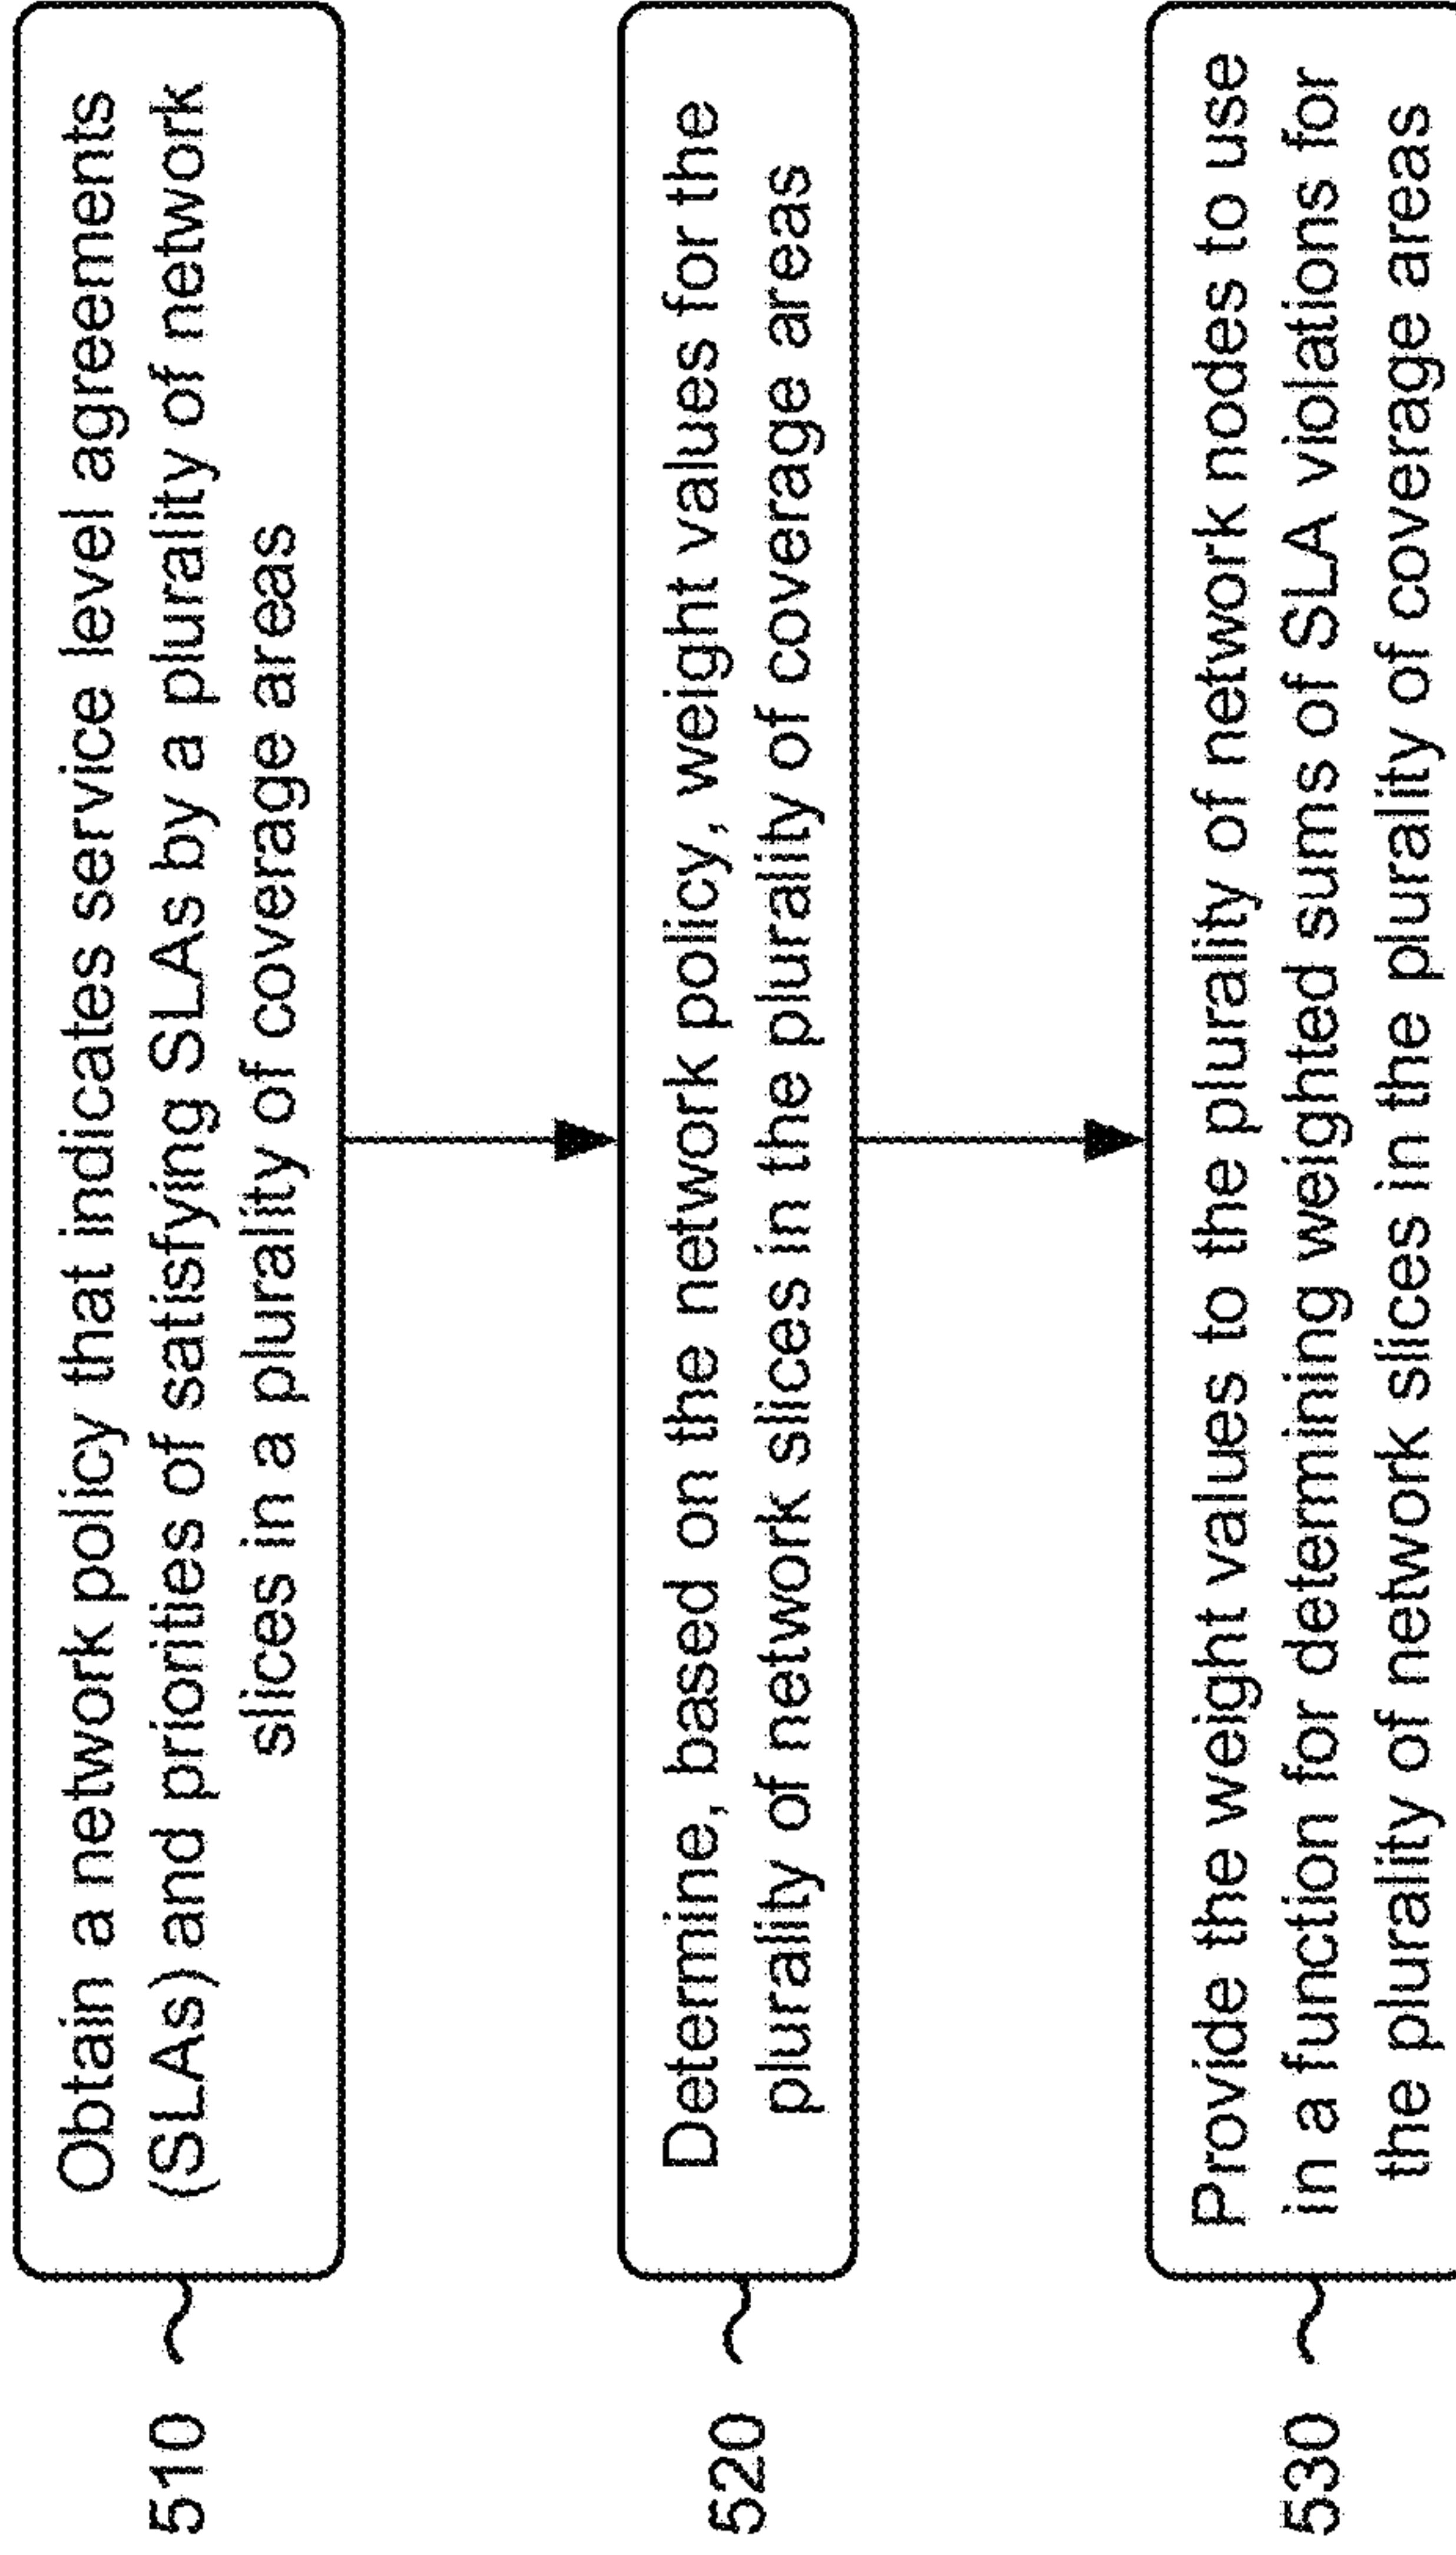 510
Obtain a network policy that indicates service level agreements
(SLAs) and priorities of satisfying SLAs by a plurality of network
slices in a plurality of coverage areas
520
Determine, based on the network policy, weight values for the
plurality of network slices in the plurality of coverage areas
530
Provide the weight values to the plurality of network nodes to use
in a function for determining weighted sums of SLA violations for
the plurality of network slices in the plurality of coverage areas